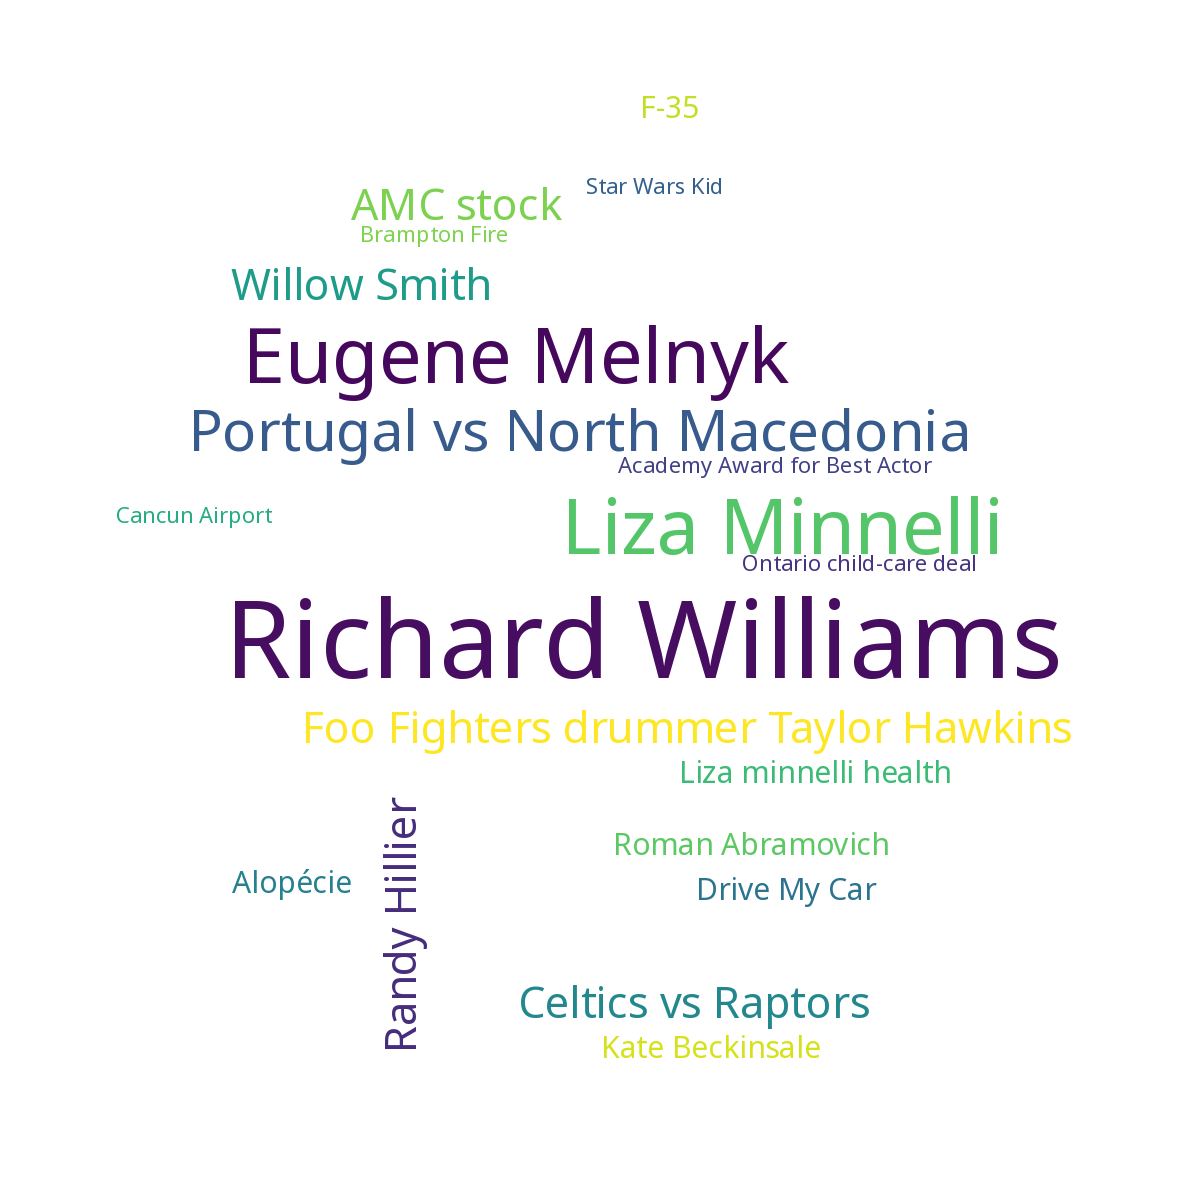 F-35
Star Wars Kid
AMC stock
Brampton Fire
Willow Smith
Eugene Melnyk
Portugal vs North Macedonia
Academy Award for Best Actor
Cancun Airport
Liza Minnelli
Ontario child-care deal
Richard Williams
Foo Fighters drummer Taylor Hawkins
Liza minnelli health
Randy Hillier
Roman Abramovich
Alopécie
Drive My Car
Celtics vs Raptors
Kate Beckinsale